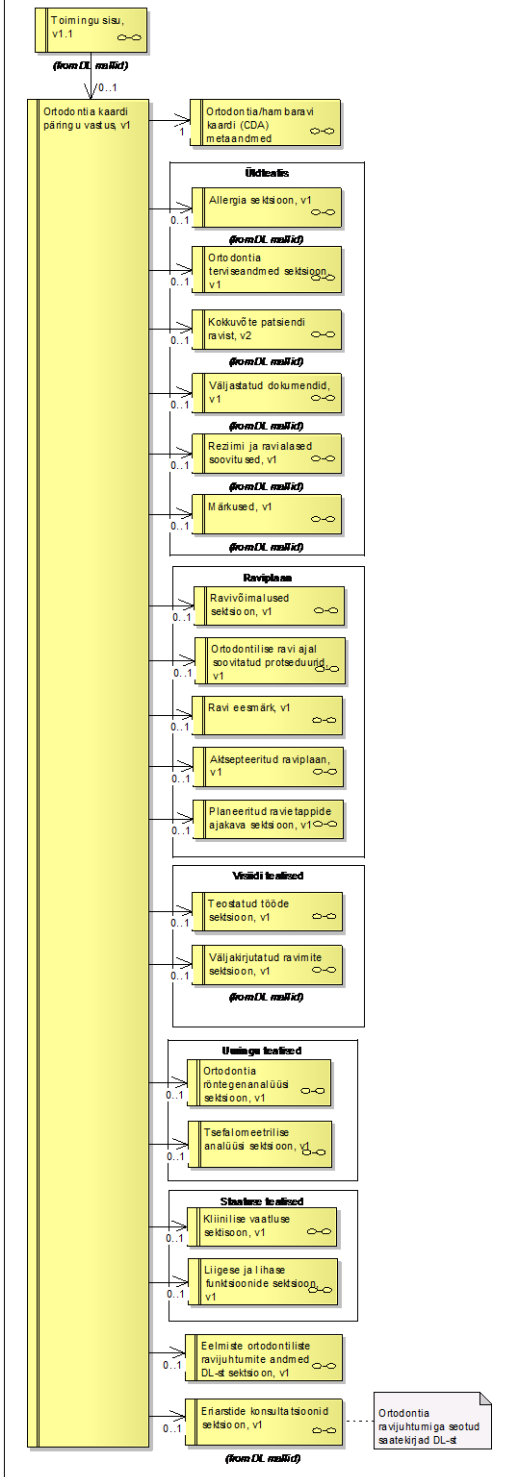 Toimingu sisu,
v1.1
(from DL mallid)
0..1
Ortodontia kaardi
päringu vastus, v1
Ortodontia/hambaravi
kaardi (CDA)
metaandmed
1
Üldteatis
Allergia sektsioon, v1
0..1
(from DL mallid)
Ortodontia
terviseandmed sektsioon,
v1
0..1
Kokkuvõte patsiendi
ravist, v2
0..1
(from DL mallid)
Väljastatud dokumendid,
v1
0..1
(from DL mallid)
Reziimi ja ravialased
soovitused, v1
0..1
(from DL mallid)
Märkused, v1
0..1
(from DL mallid)
Raviplaan
Ravivõimalused
sektsioon, v1
0..1
Ortodontilise ravi ajal
soovitatud protseduurid,
v1
0..1
Ravi eesmärk, v1
0..1
Aktsepteeritud raviplaan,
v1
0..1
Planeeritud ravietappide
ajakava sektsioon, v1
0..1
Visiidi teatised
Teostatud tööde
sektsioon, v1
0..1
Väljakirjutatud ravimite
sektsioon, v1
0..1
(from DL mallid)
Uuringu teatised
Ortodontia
röntgenanalüüsi
sektsioon, v1
0..1
Tsefalomeetrilise
analüüsi sektsioon, v1
0..1
Staatuse teatised
Kliinilise vaatluse
sektisoon, v1
0..1
Liigese ja lihase
funktsioonide sektsioon,
v1
0..1
Eelmiste ortodontiliste
ravijuhtumite andmed
DL-st sektsioon, v1
0..1
Eriarstide konsultatsioonid
sektsioon, v1
0..1
(from DL mallid)
Ortodontia
ravijuhtumiga seotud
saatekirjad DL-st